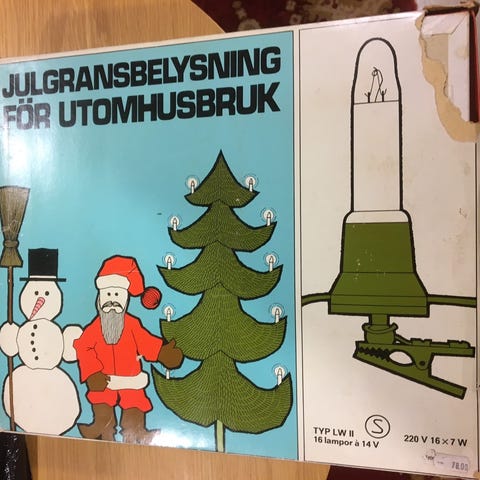 JULGRANSBELYSNING
FÖR UTOMHUSBRUK
TYP LW II
16 lampor à 14 V
S
220 V 16 × 7 W
78.00